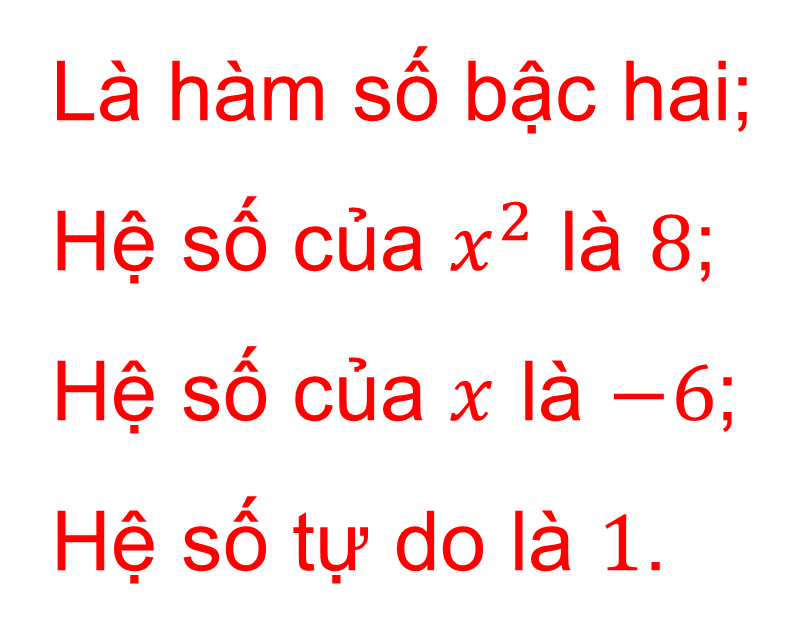 Là hàm số bậc hai;
Hệ số của $x^2$ là 8;
Hệ số của $x$ là −6;
Hệ số tự do là 1.